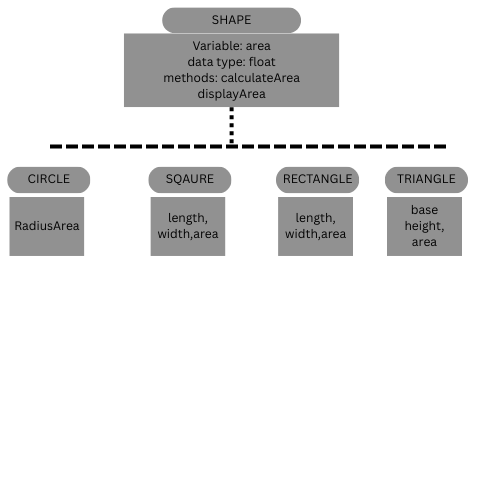 SHAPE
Variable: area
data type: float
methods: calculateArea
displayArea
CIRCLE
SQAURE
RECTANGLE
TRIANGLE
RadiusArea
length,
width,area
length,
width,area
base
height,
area